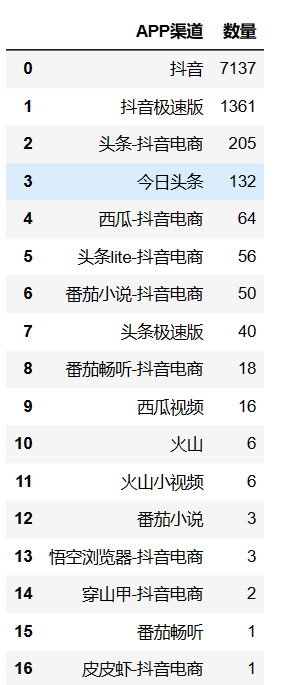 APP渠道 数量
0 抖音 7137
1 抖音极速版 1361
2 头条-抖音电商 205
3 今日头条 132
4 西瓜-抖音电商 64
5 头条lite-抖音电商 56
6 番茄小说-抖音电商 50
7 头条极速版 40
8 番茄畅听-抖音电商 18
9 西瓜视频 16
10 火山 6
11 火山小视频 6
12 番茄小说 3
13 悟空浏览器-抖音电商 3
14 穿山甲-抖音电商 2
15 番茄畅听 1
16 皮皮虾-抖音电商 1